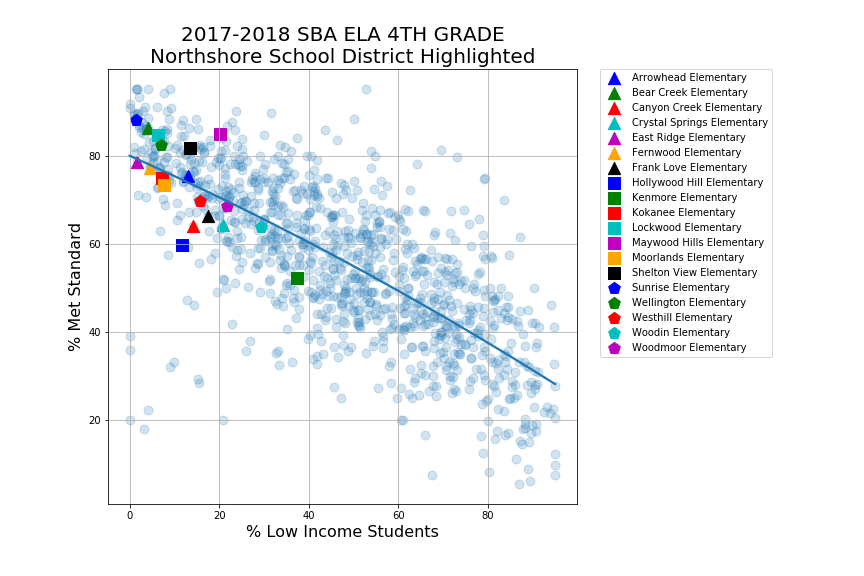 2017-2018 SBA ELA 4TH GRADE
Northshore School District Highlighted
% Met Standard
80
60
40
20
0
20
40
60
80
% Low Income Students
Arrowhead Elementary
Bear Creek Elementary
Canyon Creek Elementary
Crystal Springs Elementary
East Ridge Elementary
Fernwood Elementary
Frank Love Elementary
Hollywood Hill Elementary
Kenmore Elementary
Kokanee Elementary
Lockwood Elementary
Maywood Hills Elementary
Moorlands Elementary
Shelton View Elementary
Sunrise Elementary
Wellington Elementary
Westhill Elementary
Woodin Elementary
Woodmoor Elementary